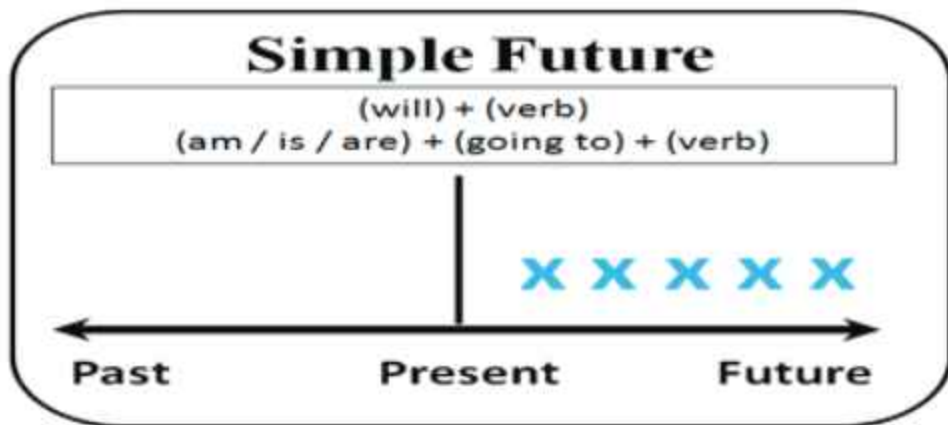 Simple Future
(will) + (verb)
(am / is / are) + (going to) + (verb)
X X X X X
Past Present Future